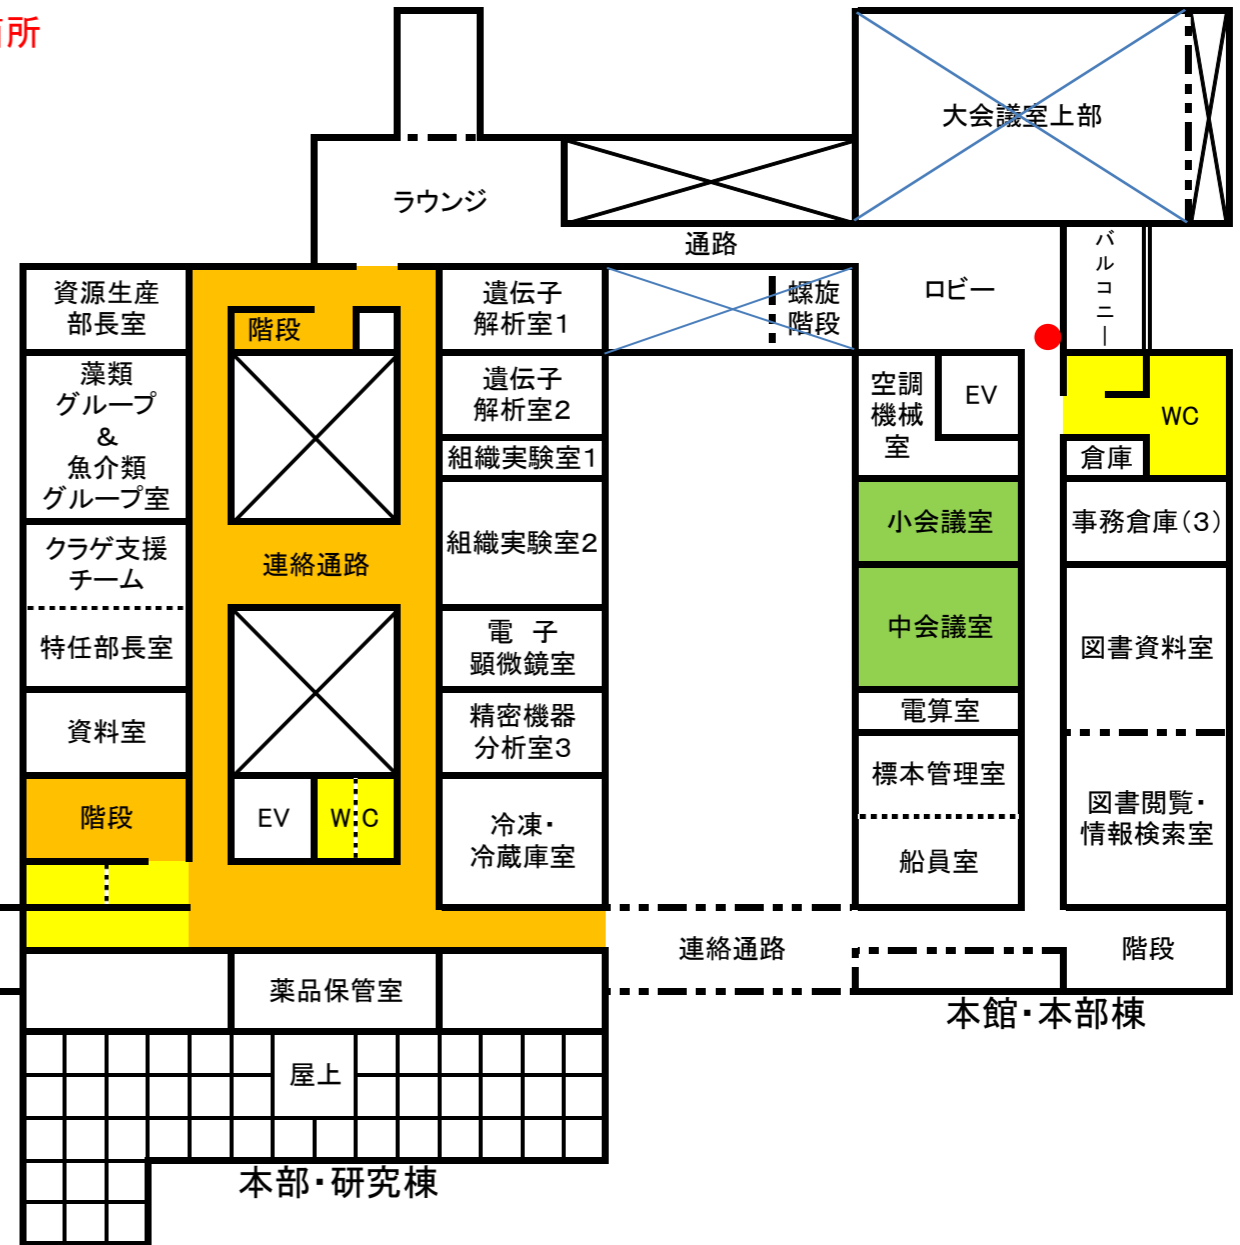 所
大会議室上部
ラウンジ
通路
バルコニー
ロビー
資源生産
部長室
階段
遺伝子
解析室1
螺旋
階段
藻類
グループ
&
魚介類
グループ室
遺伝子
解析室2
空調
機械
室
EV
WC
組織実験室1
倉庫
小会議室
事務倉庫(3)
クラゲ支援
チーム
連絡通路
組織実験室2
特任部長室
電 子
顕微鏡室
中会議室
図書資料室
資料室
精密機器
分析室3
電算室
標本管理室
階段
EV
WC
冷凍・
冷蔵庫室
図書閲覧・
情報検索室
船員室
連絡通路
階段
薬品保管室
本館・本部棟
屋上
本部・研究棟